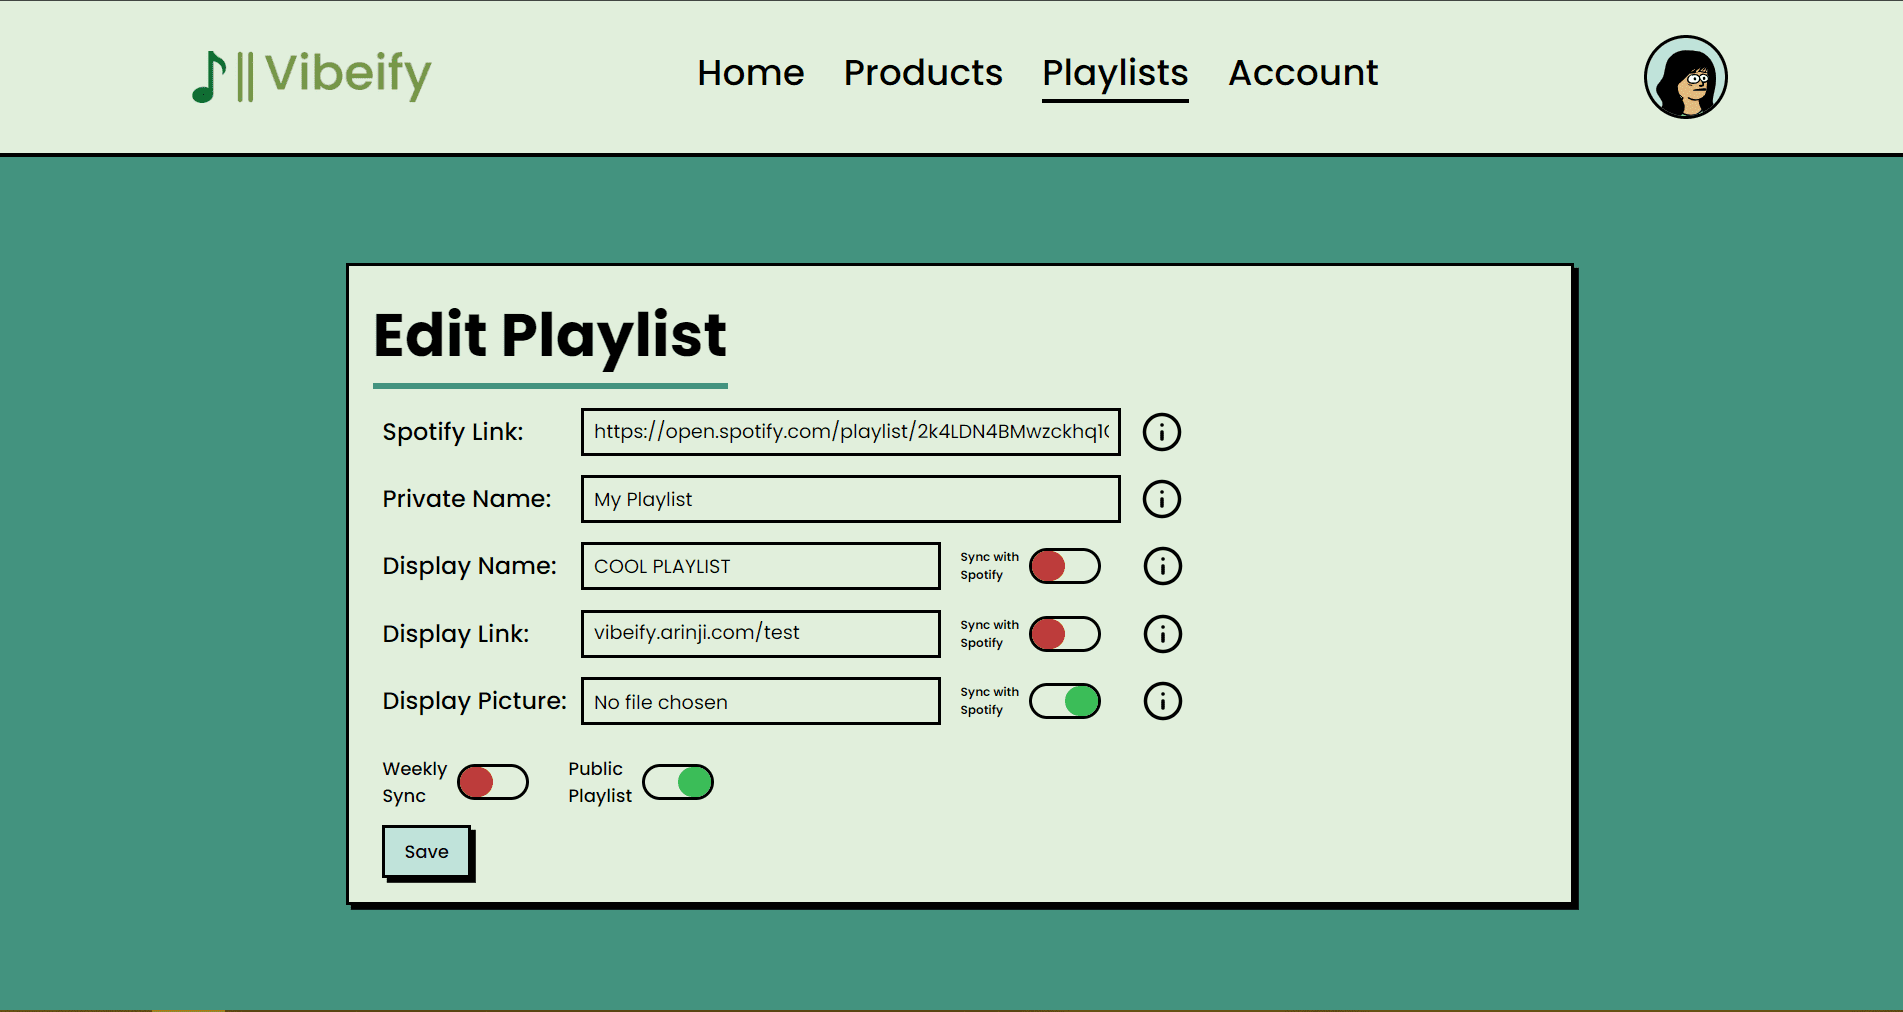 Vibeify
Home Products Playlists Account
Edit Playlist
Spotify Link: https://open.spotify.com/playlist/2k4LDN4BMwzckhq1
Private Name: My Playlist
Display Name: COOL PLAYLIST
Sync with
Spotify
Display Link: vibeify.arinji.com/test
Sync with
Spotify
Display Picture: No file chosen
Sync with
Spotify
Weekly
Sync
Public
Playlist
Save